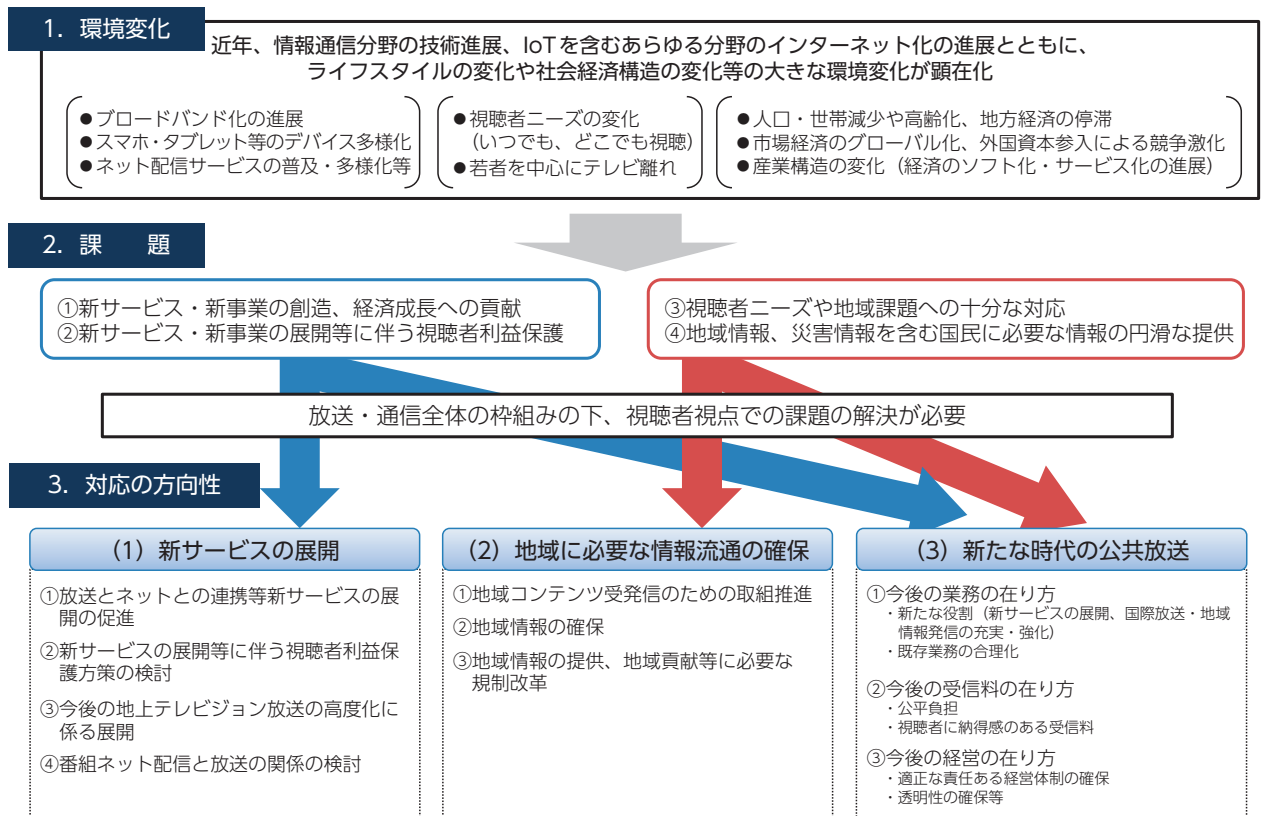 1. 環境変化
近年、情報通信分野の技術進展、IoTを含むあらゆる分野のインターネット化の進展とともに、
ライフスタイルの変化や社会経済構造の変化等の大きな環境変化が顕在化
●ブロードバンド化の進展
●スマホ・タブレット等のデバイス多様化
●ネット配信サービスの普及・多様化等
●視聴者ニーズの変化
(いつでも、どこでも視聴)
●若者を中心にテレビ離れ
●人口・世帯減少や高齢化、地方経済の停滞
●市場経済のグローバル化、外国資本参入による競争激化
●産業構造の変化（経済のソフト化・サービス化の進展）
2. 課　題
①新サービス・新事業の創造、経済成長への貢献
②新サービス・新事業の展開等に伴う視聴者利益保護
③視聴者ニーズや地域課題への十分な対応
④地域情報、災害情報を含む国民に必要な情報の円滑な提供
放送・通信全体の枠組みの下、視聴者視点での課題の解決が必要
3. 対応の方向性
(1) 新サービスの展開
①放送とネットとの連携等新サービスの展
開の促進
②新サービスの展開等に伴う視聴者利益保
護方策の検討
③今後の地上テレビジョン放送の高度化に
係る展開
④番組ネット配信と放送の関係の検討
(2) 地域に必要な情報流通の確保
①地域コンテンツ受発信のための取組推進
②地域情報の確保
③地域情報の提供、地域貢献等に必要な
規制改革
(3) 新たな時代の公共放送
①今後の業務の在り方
・新たな役割（新サービスの展開、国際放送・地域
情報発信の充実・強化）
・既存業務の合理化
②今後の受信料の在り方
・公平負担
・視聴者に納得感のある受信料
③今後の経営の在り方
・適正な責任ある経営体制の確保
・透明性の確保等